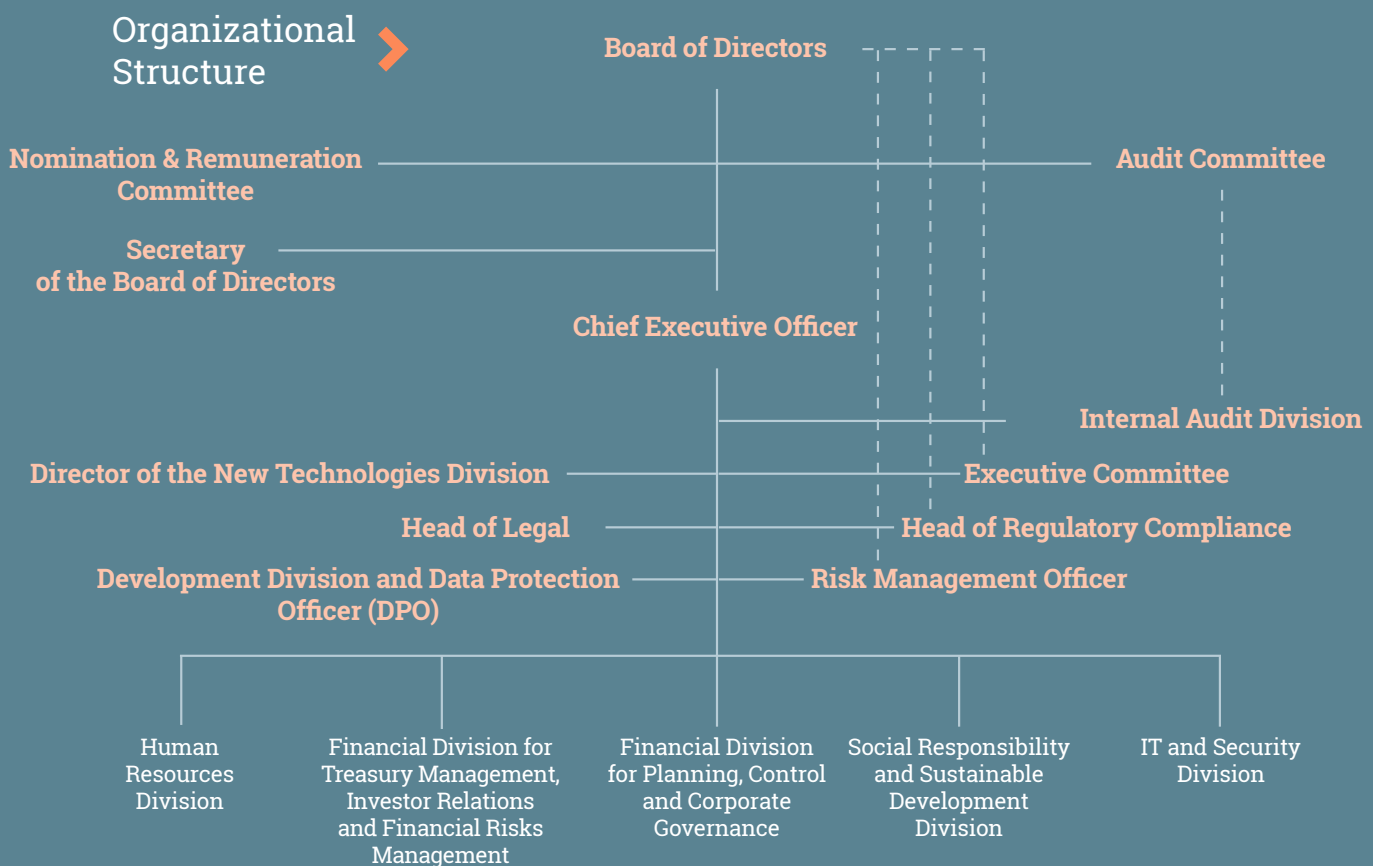 Organizational
Structure
Board of Directors
Nomination & Remuneration
Committee
Audit Committee
Secretary
of the Board of Directors
Chief Executive Officer
Internal Audit Division
Director of the New Technologies Division
Executive Committee
Head of Legal
Head of Regulatory Compliance
Development Division and Data Protection
Officer (DPO)
Risk Management Officer
Human
Resources
Division
Financial Division for
Treasury Management,
Investor Relations
and Financial Risks
Management
Financial Division
for Planning, Control
and Corporate
Governance
Social Responsibility
and Sustainable
Development
Division
IT and Security
Division